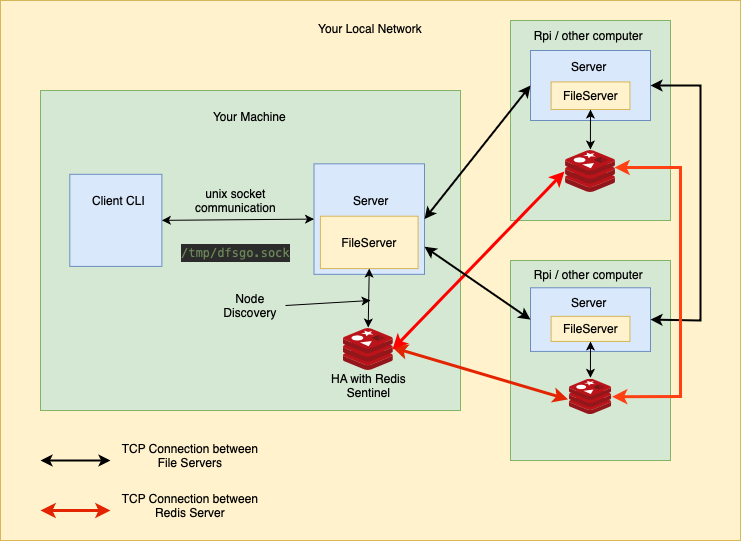 Your Local Network
Rpi / other computer
Server
FileServer
Your Machine
Client CLI
unix socket
communication
/tmp/dfsgo.sock
Server
FileServer
Node
Discovery
HA with Redis
Sentinel
Rpi / other computer
Server
FileServer
TCP Connection between
File Servers
TCP Connection between
Redis Server